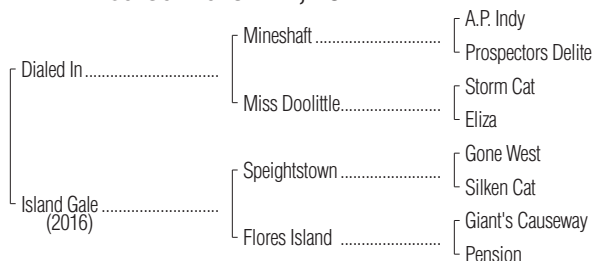 A.P. Indy
Mineshaft
Prospectors Delite
Dialed In
Storm Cat
Miss Doolittle
Eliza
Gone West
Speightstown
Silken Cat
Island Gale
(2016)
Giant's Causeway
Flores Island
Pension